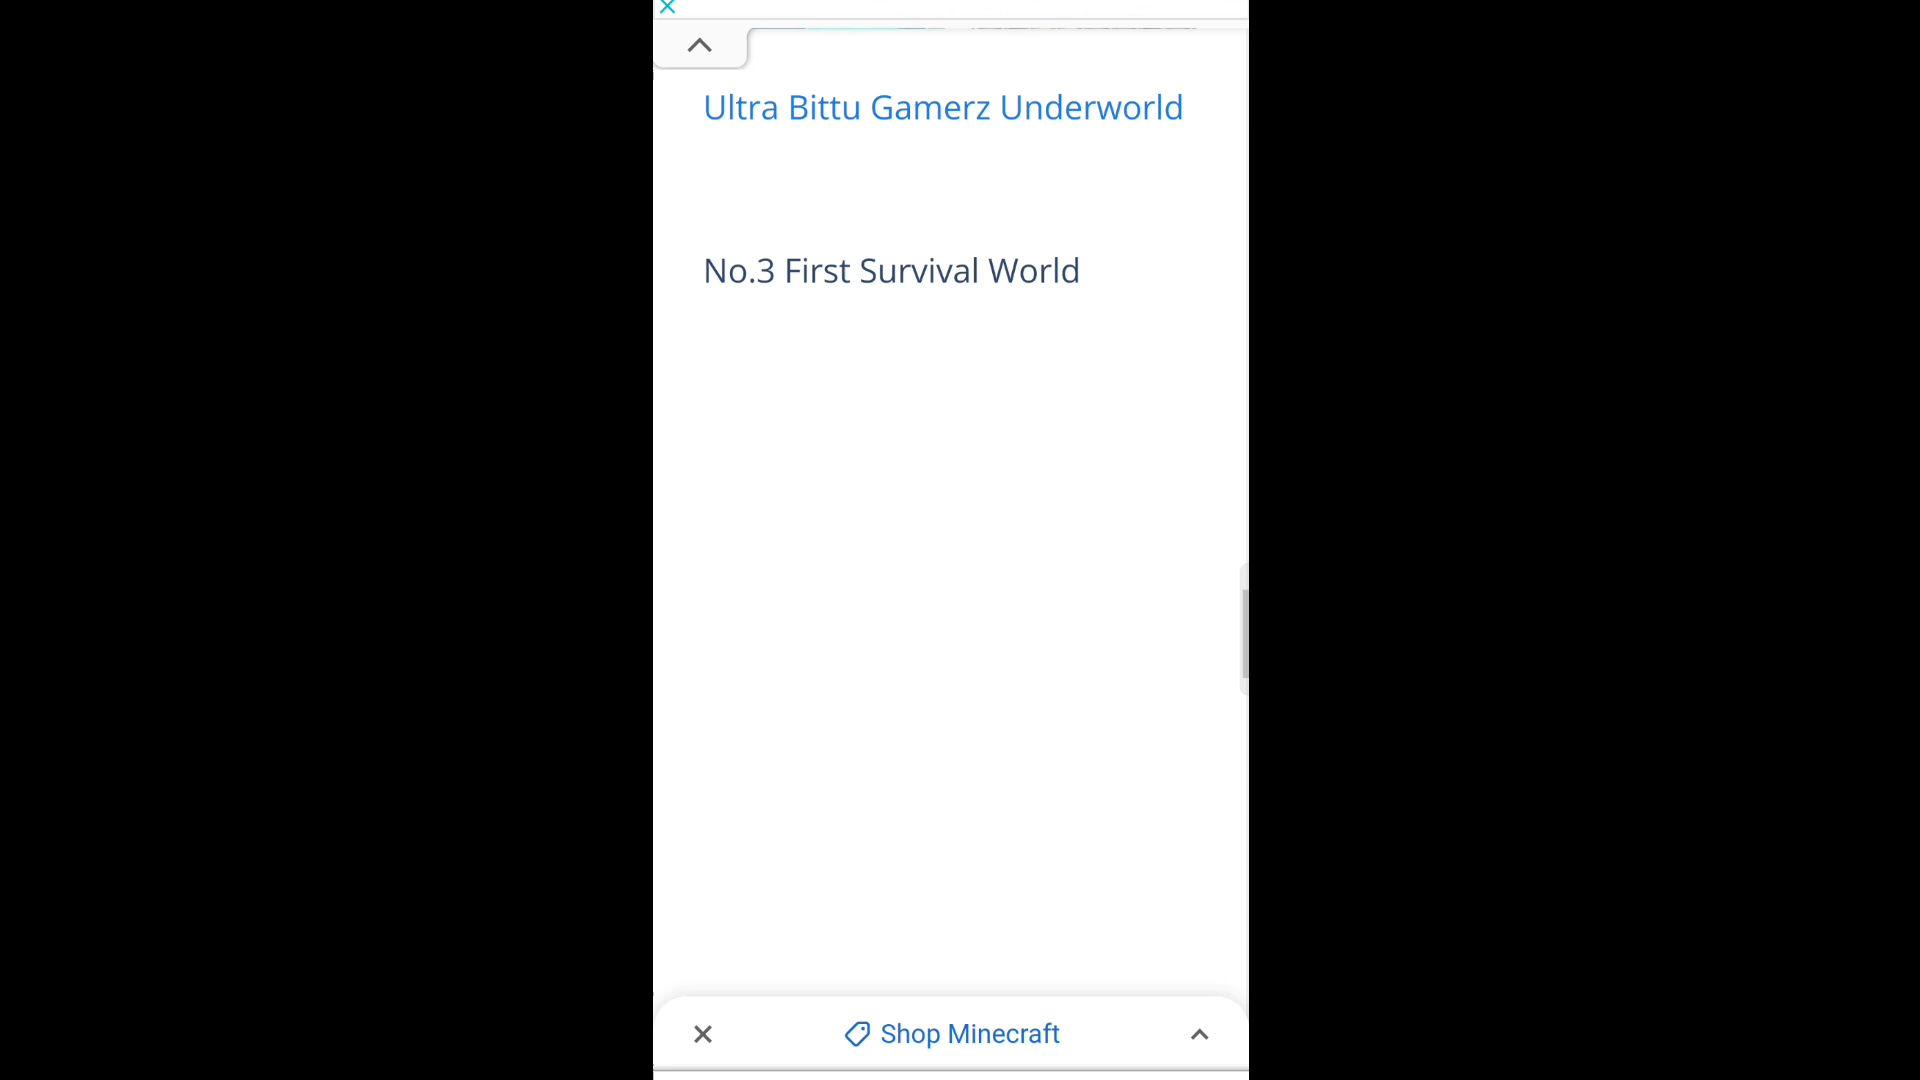 Ultra Bittu Gamerz Underworld
No.3 First Survival World
Shop Minecraft